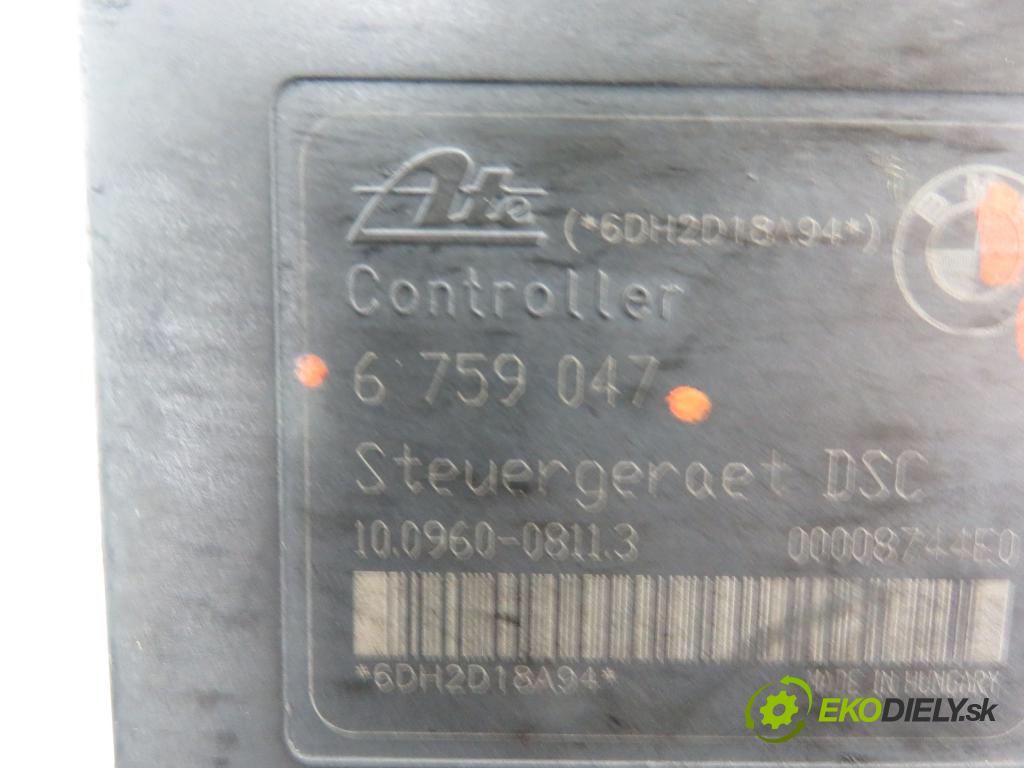 Ate (*6DH2D18A94*)
Controller
6 759 047
Steuergeraet DSC
10.0960-0811.3 00008744E0
*6DH2D18A94* MADE IN HUNGARY
EKODIELY.sk